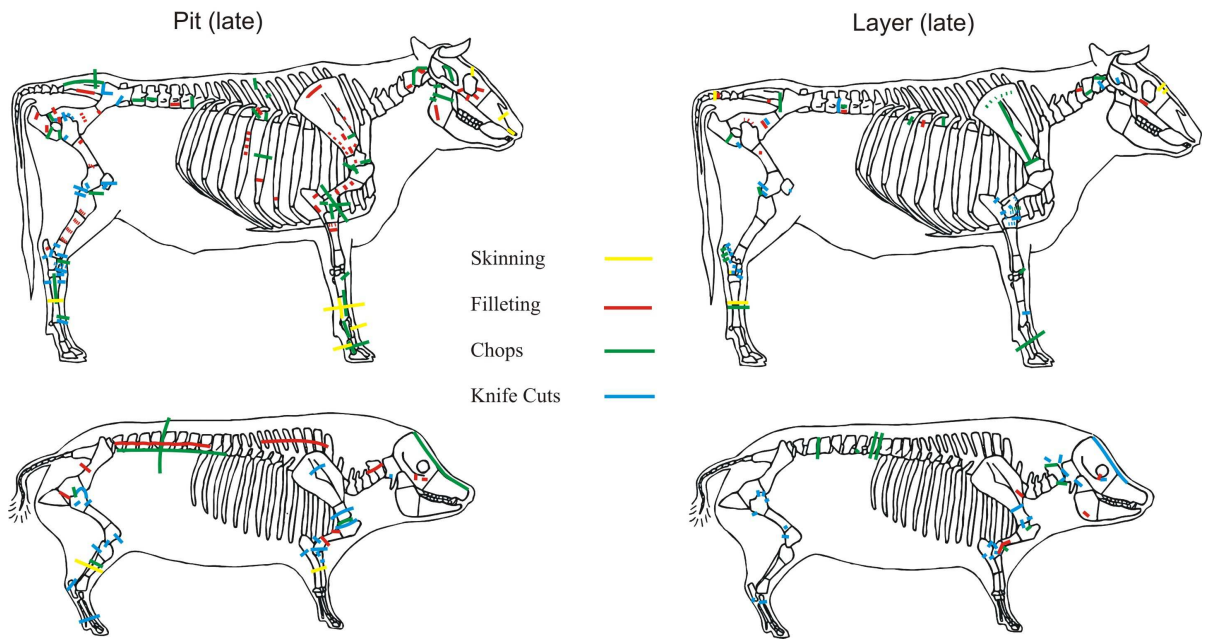 Pit (late)
Layer (late)
Skinning
Filleting
Chops
Knife Cuts